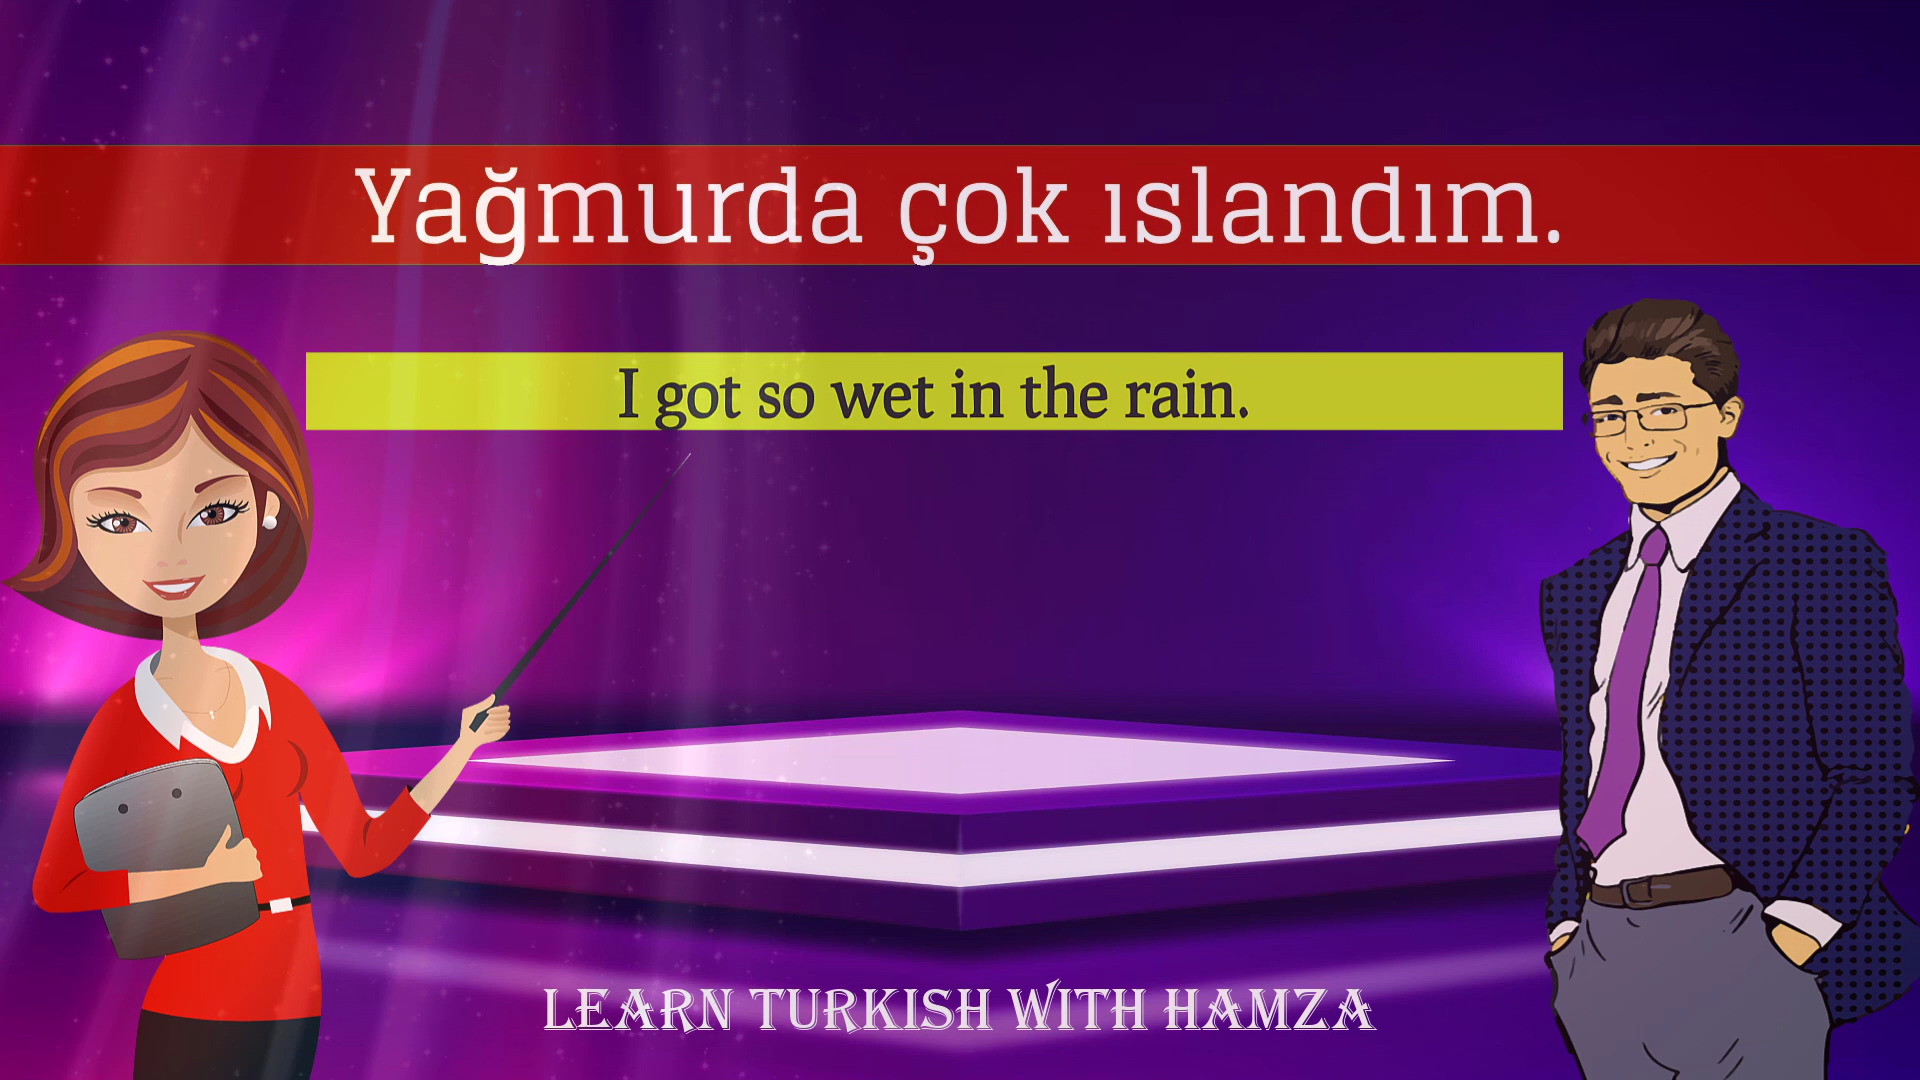 Yağmurda çok ıslandım.
I got so wet in the rain.
LEARN TURKISH WITH HAMZA